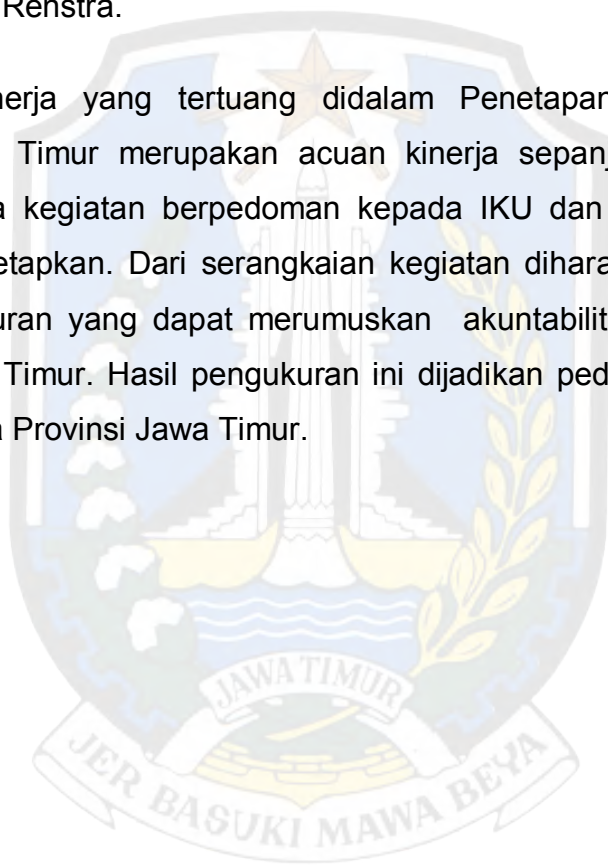 Renstra.
nerja yang tertuang didalam Penetapan
Timur merupakan acuan kinerja sepanj
a kegiatan berpedoman kepada IKU dan
etapkan. Dari serangkaian kegiatan dihara
uran yang dapat merumuskan akuntabilit
Timur. Hasil pengukuran ini dijadikan ped
a Provinsi Jawa Timur.
JAWA TIMUR
JER BASUKI MAWA BEYA